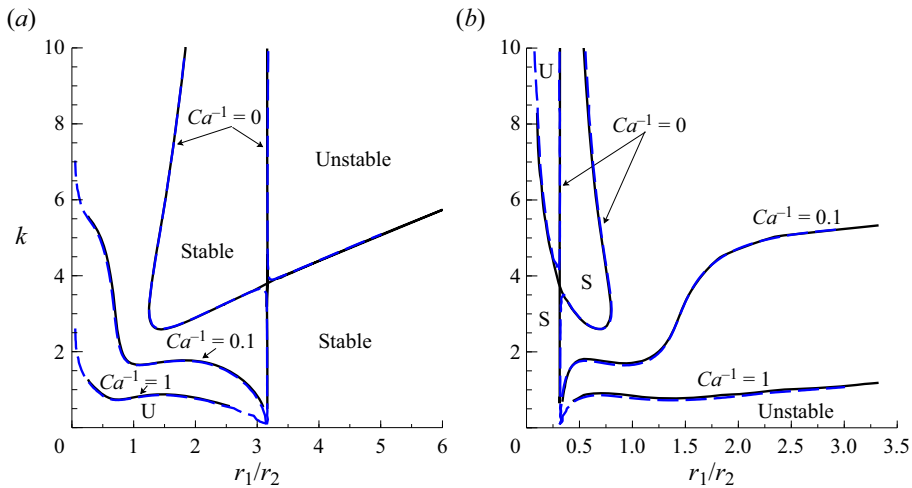 (a)
10
8
6
k
4
2
0
1
2
3
4
5
6
r₁/r₂
Ca⁻¹ = 0
Unstable
Stable
Stable
Ca⁻¹ = 0.1
Ca⁻¹ = 1
U
(b)
10
8
6
4
2
0
0.5
1.0
1.5
2.0
2.5
3.0
3.5
r₁/r₂
U
Ca⁻¹ = 0
Ca⁻¹ = 0.1
S
S
Ca⁻¹ = 1
Unstable